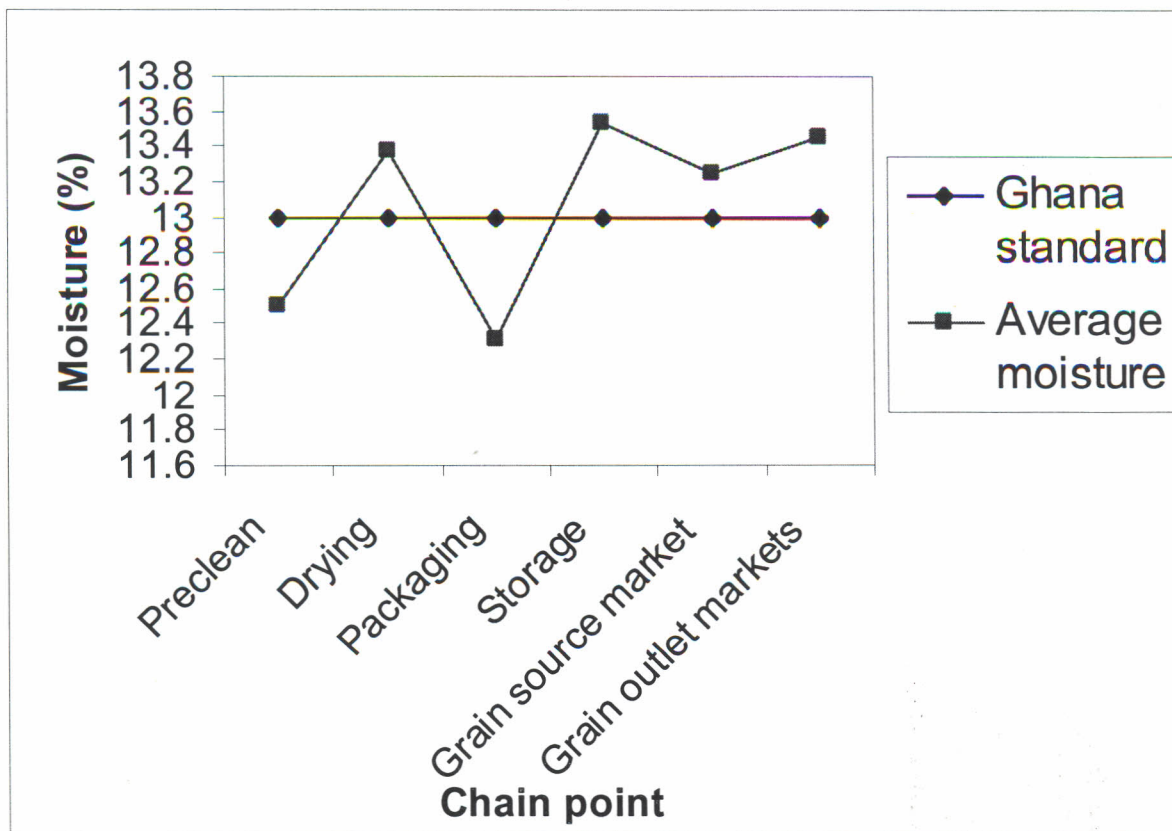 13.8
13.6
13.4
13.2
13
12.8
12.6
12.4
12.2
12
11.8
11.6
Moisture (%)
Preclean
Drying
Packaging
Storage
Grain source market
Grain outlet markets
Chain point
Ghana
standard
Average
moisture